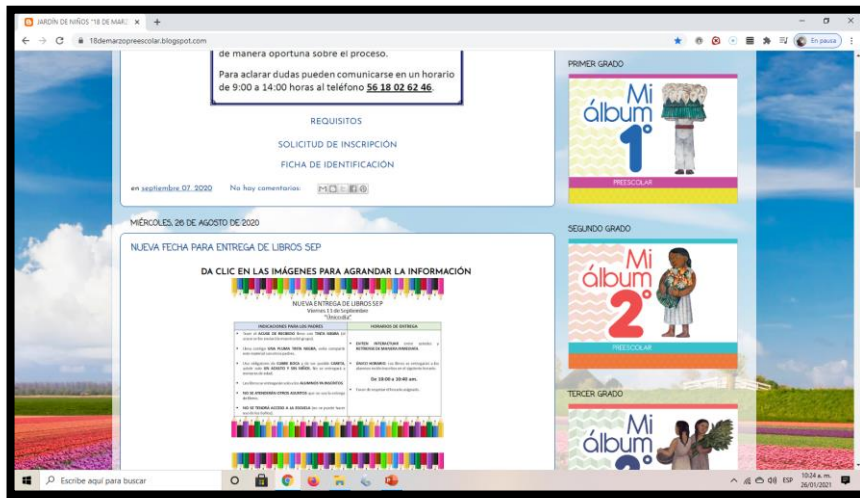 JARDÍN DE NIÑOS "18 DE MARZ
18demarzopreescolar.blogspot.com
En pausa
de manera oportuna sobre el proceso.
Para aclarar dudas pueden comunicarse en un horario
de 9:00 a 14:00 horas al teléfono 56 18 02 62 46.
REQUISITOS
SOLICITUD DE INSCRIPCIÓN
FICHA DE IDENTIFICACIÓN
en septiembre 07, 2020 No hay comentarios:
MIÉRCOLES, 26 DE AGOSTO DE 2020
NUEVA FECHA PARA ENTREGA DE LIBROS SEP
DA CLIC EN LAS IMÁGENES PARA AGRANDAR LA INFORMACIÓN
NUEVA ENTREGA DE LIBROS SEP
Viernes 11 de Septiembre
INDICACIONES PARA LOS PADRES HORARIOS DE ENTREGA
De 10:00 a 10:40 am.
PRIMER GRADO
Mi
álbum
1°
PREESCOLAR
SEGUNDO GRADO
Mi
álbum
2°
PREESCOLAR
TERCER GRADO
Mi
álbum
Escribe aquí para buscar
ESP
10:24 a. m.
26/01/2021